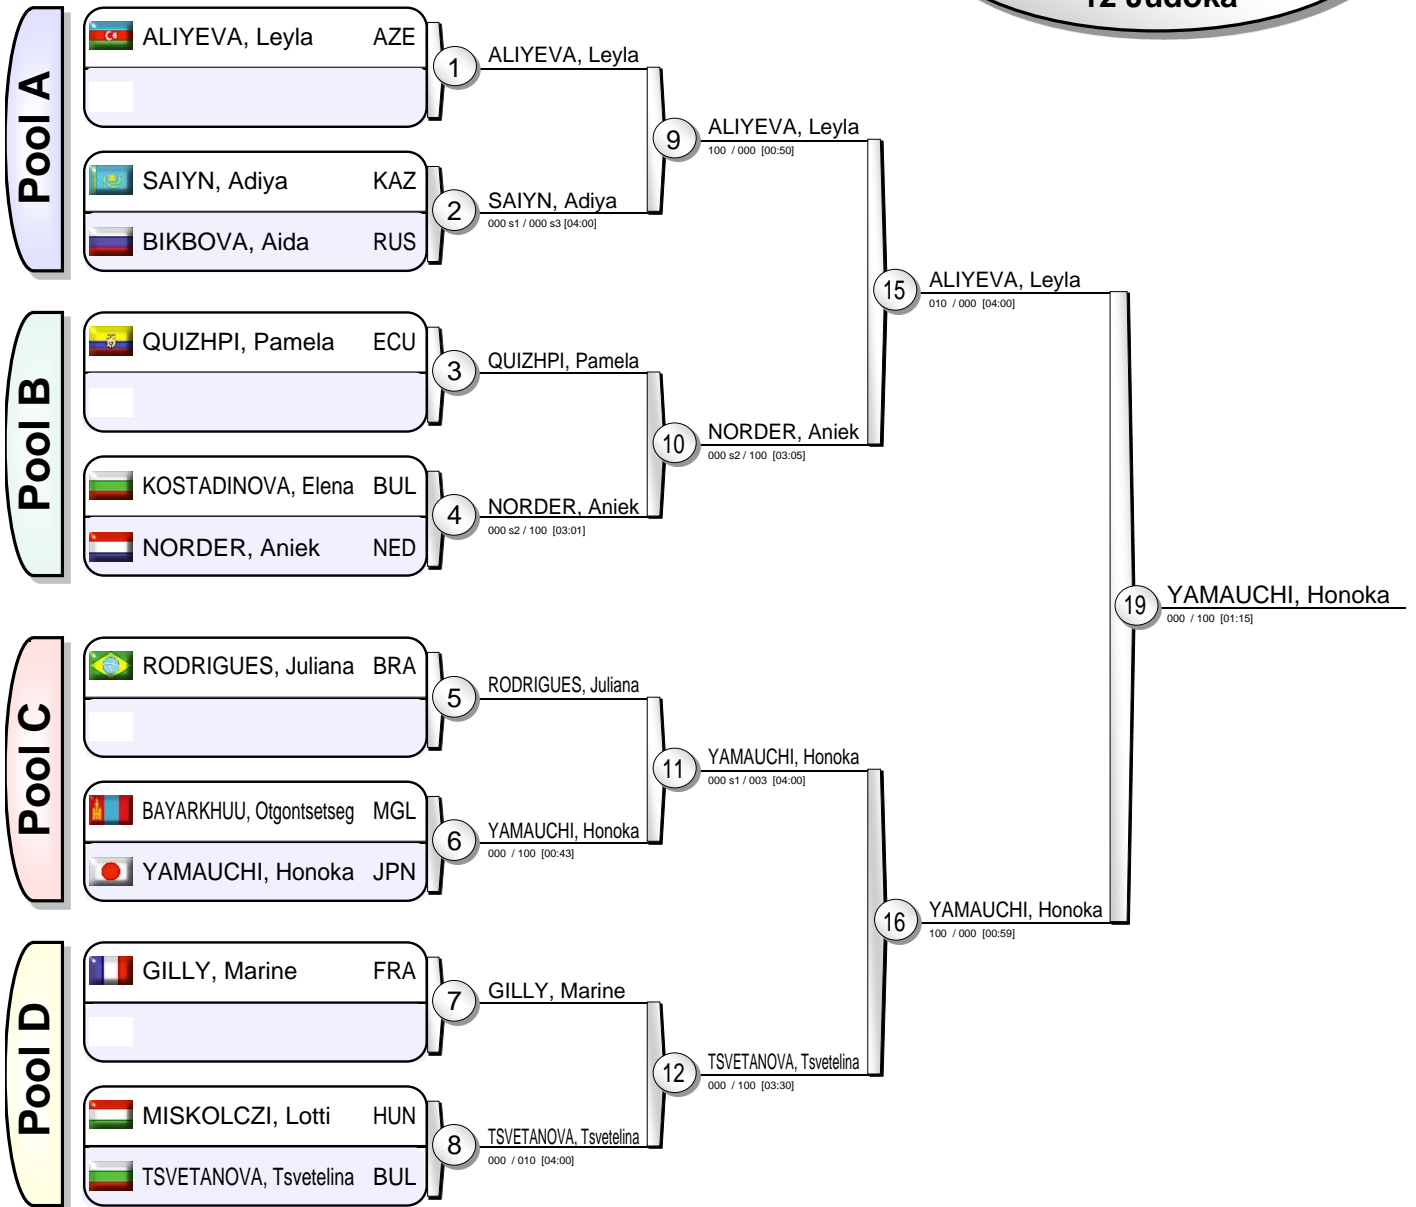 12 Judoka
Pool A
ALIYEVA, Leyla AZE
1
ALIYEVA, Leyla
SAIYN, Adiya KAZ
BIKBOVA, Aida RUS
2
SAIYN, Adiya
000 s1 / 000 s3 [04:00]
9
ALIYEVA, Leyla
100 / 000 [00:50]
Pool B
QUIZHPI, Pamela ECU
3
QUIZHPI, Pamela
KOSTADINOVA, Elena BUL
NORDER, Aniek NED
4
NORDER, Aniek
000 s2 / 100 [03:01]
10
NORDER, Aniek
000 s2 / 100 [03:05]
15
ALIYEVA, Leyla
010 / 000 [04:00]
Pool C
RODRIGUES, Juliana BRA
5
RODRIGUES, Juliana
BAYARKHUU, Otgontsetseg MGL
YAMAUCHI, Honoka JPN
6
YAMAUCHI, Honoka
000 / 100 [00:43]
11
YAMAUCHI, Honoka
000 s1 / 003 [04:00]
Pool D
GILLY, Marine FRA
7
GILLY, Marine
MISKOLCZI, Lotti HUN
TSVETANOVA, Tsvetelina BUL
8
TSVETANOVA, Tsvetelina
000 / 010 [04:00]
12
TSVETANOVA, Tsvetelina
000 / 100 [03:30]
16
YAMAUCHI, Honoka
100 / 000 [00:59]
19
YAMAUCHI, Honoka
000 / 100 [01:15]